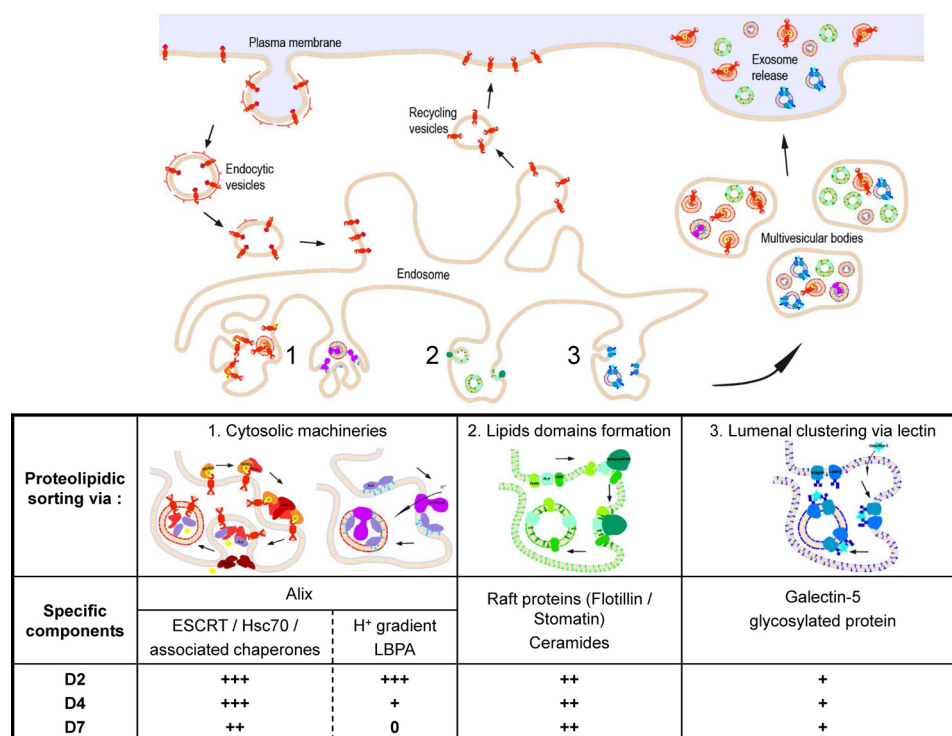 Plasma membrane
Exosome
release
Recycling
vesicles
Endocytic
vesicles
Multivesicular bodies
Endosome
1
2
3
Proteolipidic
sorting via :
1. Cytosolic machineries
2. Lipids domains formation
3. Lumenal clustering via lectin
H+
Specific
components
Alix
ESCRT / Hsc70 /
associated chaperones
H+ gradient
LBPA
Raft proteins (Flotillin /
Stomatin)
Ceramides
Galectin-5
glycosylated protein
D2
+++
+++
++
+
D4
+++
+
++
+
D7
++
0
++
+